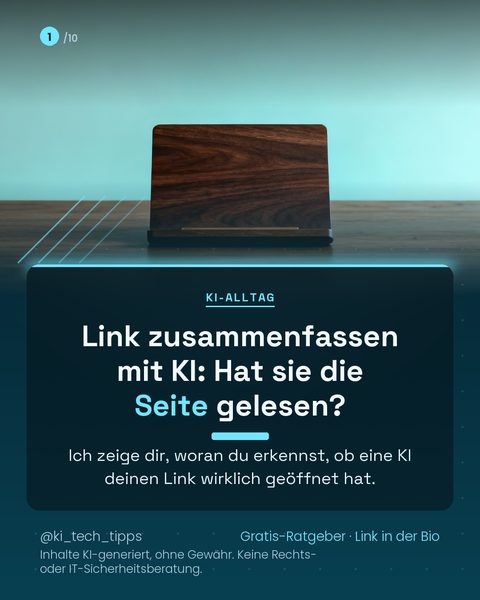 1 /10
KI-ALLTAG
Link zusammenfassen
mit KI: Hat sie die
Seite gelesen?
Ich zeige dir, woran du erkennst, ob eine KI
deinen Link wirklich geöffnet hat.
@ki_tech_tipps
Gratis-Ratgeber · Link in der Bio
Inhalte KI-generiert, ohne Gewähr. Keine Rechts-
oder IT-Sicherheitsberatung.